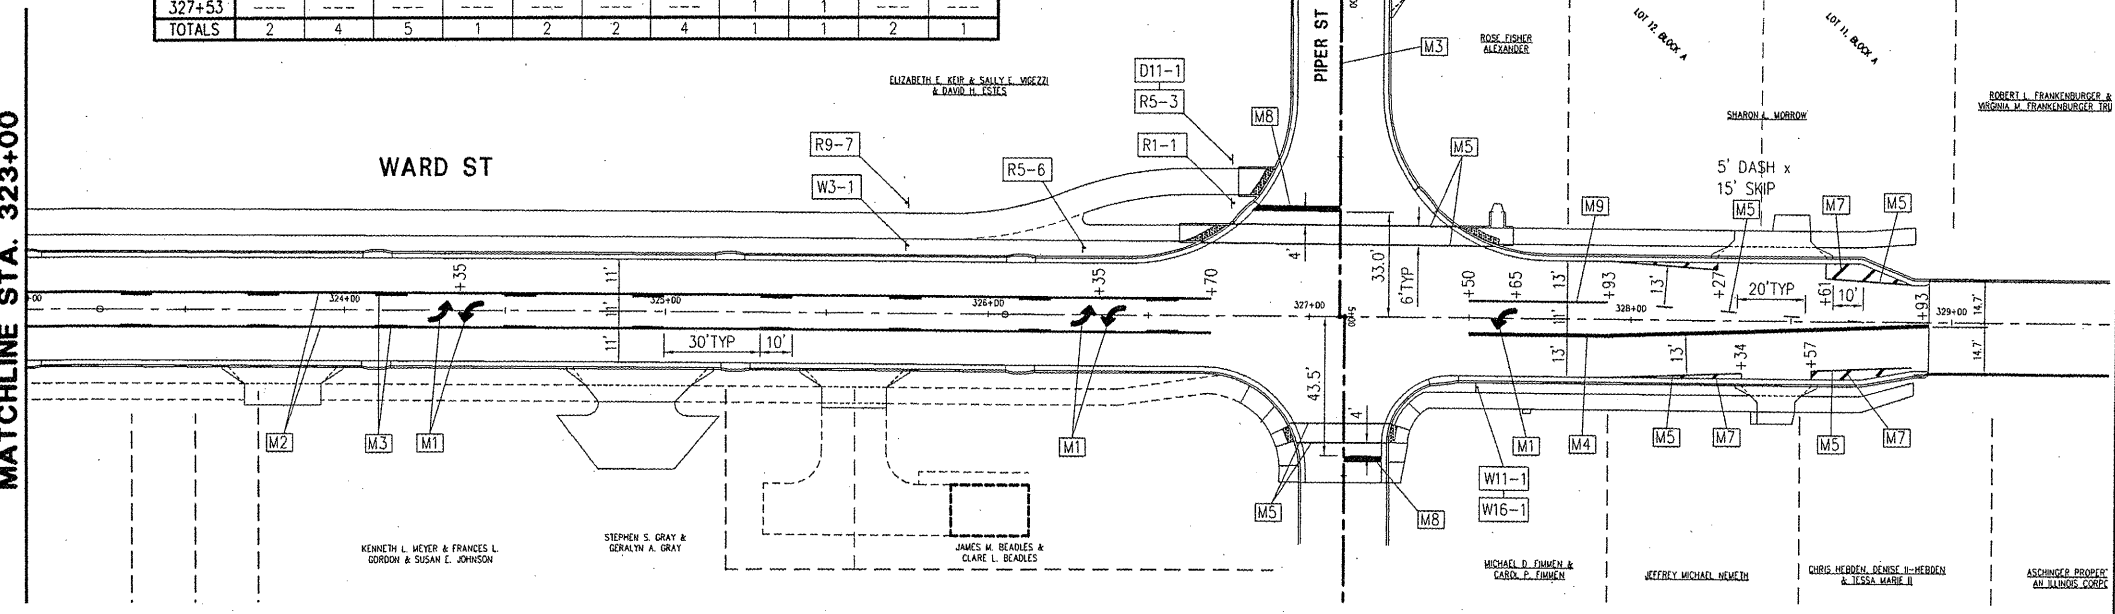 327+53 --- --- --- --- --- --- --- 1 1 --- ---
TOTALS 2 4 5 1 2 2 4 1 1 2 1
MATCHLINE STA. 323+00
WARD ST
PIPER ST
ELIZABETH E. KEIR & SALLY E. VIGEZZI
& DAVID H. ESTES
D11-1
R5-3
R1-1
M8
M3
ROSE FISHER
ALEXANDER
LOT 12, BLOCK A
LOT 11, BLOCK A
SHARON L. MORROW
ROBERT L. FRANKENBURGER &
VIRGINIA M. FRANKENBURGER TRU
R9-7
W3-1
R5-6
M5
5' DASH x
15' SKIP
M9
M5
M7
M5
+35
11'
11'
11'
+35
+70
4'
33.0'
6'TYP
+50
+65
13'
11'
13'
+93
13'
+27
20'TYP
+61
10'
+93
14.7'
14.7'
+00
324+00
325+00
326+00
327+00
328+00
329+00
30'TYP
10'
43.5'
4'
13'
+34
+57
M2
M3
M1
M1
M5
M8
W11-1
W16-1
M1
M4
M5
M7
M5
M7
KENNETH L. MEYER & FRANCES L.
GORDON & SUSAN E. JOHNSON
STEPHEN S. GRAY &
GERALYN A. GRAY
JAMES M. BEADLES &
CLARE L. BEADLES
MICHAEL D. FIMMEN &
CAROL P. FIMMEN
JEFFREY MICHAEL NEMETH
CHRIS HEBDEN, DENISE II-HEBDEN
& TESSA MARIE II
ASCHINGER PROPER
AN ILLINOIS CORPC